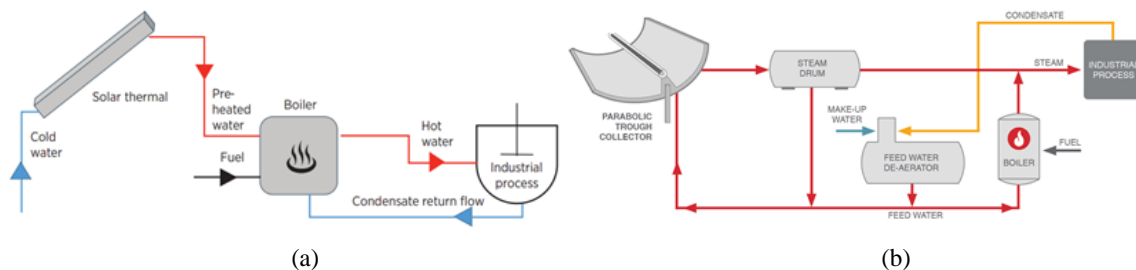 Solar thermal
Cold
water
Pre-
heated
water
Boiler
Fuel
Hot
water
Industrial
process
Condensate return flow
(a)
CONDENSATE
PARABOLIC
TROUGH
COLLECTOR
STEAM
DRUM
STEAM
INDUSTRIAL
PROCESS
MAKE-UP
WATER
FEED WATER
DE-AERATOR
BOILER
FUEL
FEED WATER
(b)